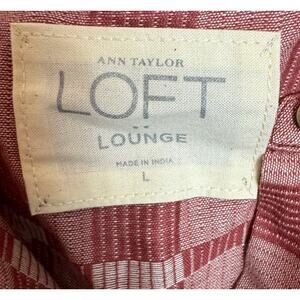 ANN TAYLOR
LOFT
LOUNGE
MADE IN INDIA
L